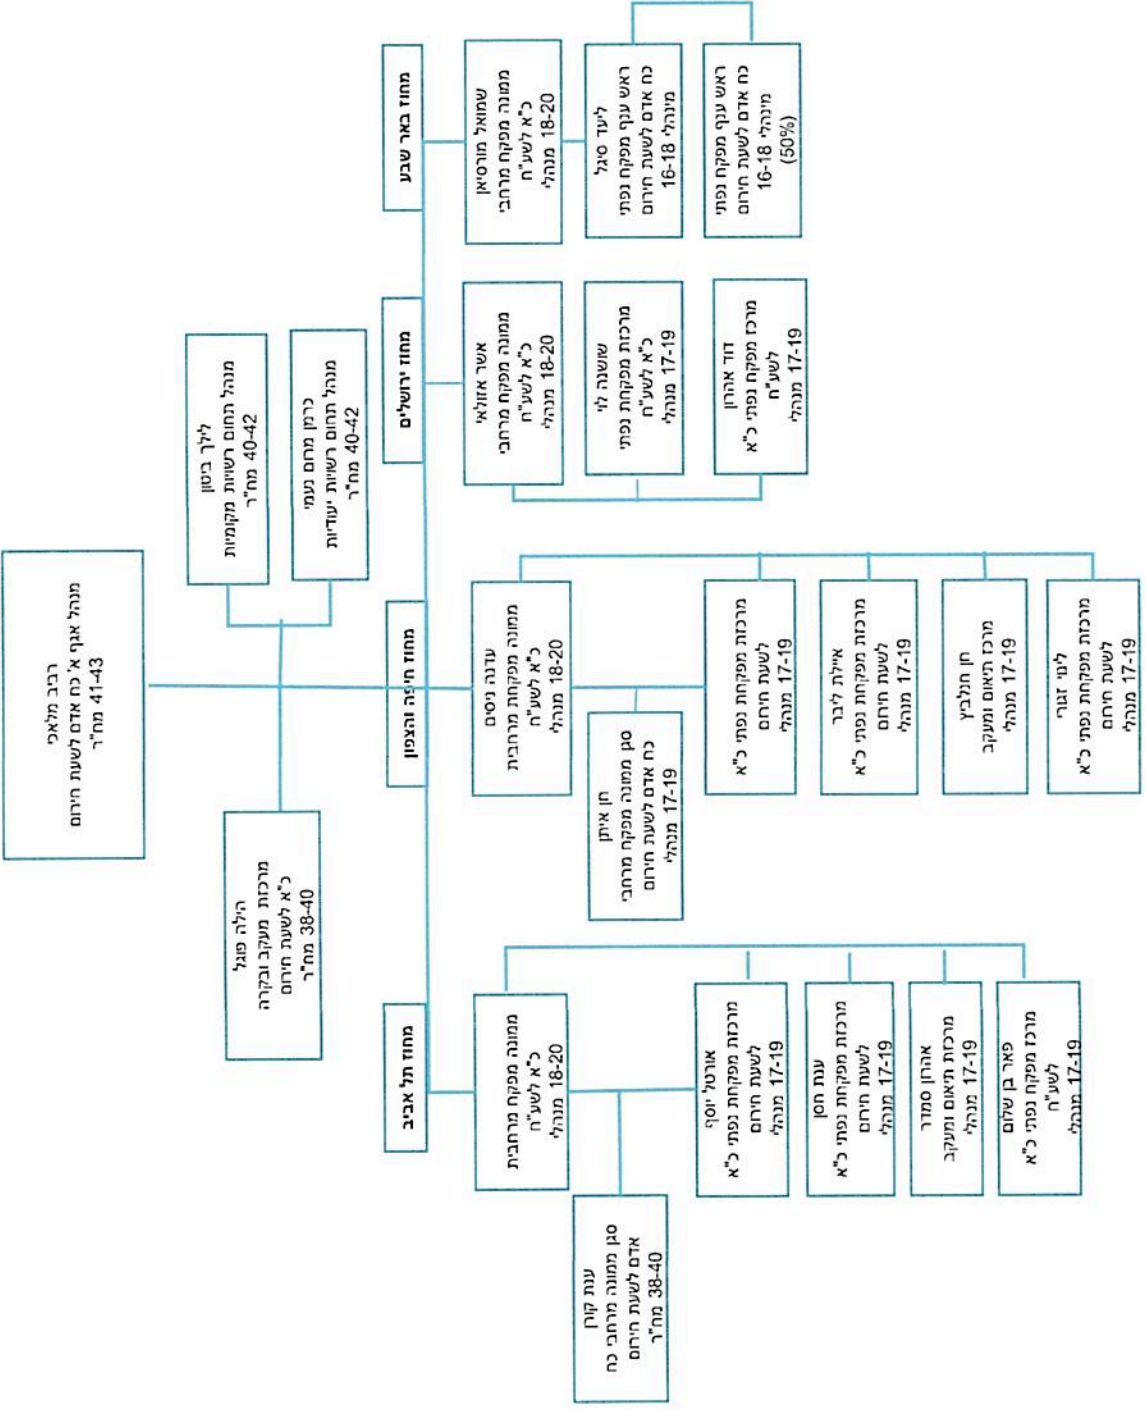 רביב מלאכי
מנהל אגף א' כח אדם לשעת חירום
41-43 מח"ר
לילך ביטון
מנהל תחום רשויות מקומיות
40-42 מח"ר
כרמן מרום נעמי
מנהל תחום רשויות יעודיות
40-42 מח"ר
הילה פוגל
מרכזת מעקב ובקרה
כ"א לשעת חירום
38-40 מח"ר
מחוז באר שבע
שמואל מורסיאן
ממונה מפקח מרחבי
כ"א לשע"ח
18-20 מנהלי
ליעד סיגל
ראש ענף מפקח נפתי
כח אדם לשעת חירום
מינהלי 16-18
ראש ענף מפקח נפתי
כח אדם לשעת חירום
מינהלי 16-18
(50%)
מחוז ירושלים
אשר אזולאי
ממונה מפקח מרחבי
כ"א לשע"ח
18-20 מנהלי
שושנה לוי
מרכזת מפקחת נפתי
כ"א לשע"ח
17-19 מנהלי
דוד אהרון
מרכז מפקח נפתי כ"א
לשע"ח
17-19 מנהלי
מחוז חיפה והצפון
עדנה ניסים
ממונה מפקחת מרחבית
כ"א לשע"ח
18-20 מנהלי
חן איתן
סגן ממונה מפקח מרחבי
כח אדם לשעת חירום
17-19 מנהלי
מרכזת מפקחת נפתי כ"א
לשעת חירום
17-19 מנהלי
איילת ליבר
מרכזת מפקחת נפתי כ"א
לשעת חירום
17-19 מנהלי
חן חמליבץ
מרכז תיאום ומעקב
17-19 מנהלי
לינוי זגורי
מרכזת מפקחת נפתי כ"א
לשעת חירום
17-19 מנהלי
מחוז תל אביב
ממונה מפקח מרחבית
כ"א לשע"ח
18-20 מנהלי
ענת קורן
סגן ממונה מרחבי כח
אדם לשעת חירום
38-40 מח"ר
אורטל יוסף
מרכזת מפקחת נפתי כ"א
לשעת חירום
17-19 מנהלי
ענת חסן
מרכזת מפקחת נפתי כ"א
לשעת חירום
17-19 מנהלי
אהרון סמדר
מרכזת תיאום ומעקב
17-19 מנהלי
פאר בן שלום
מרכז מפקח נפתי כ"א
לשע"ח
17-19 מנהלי